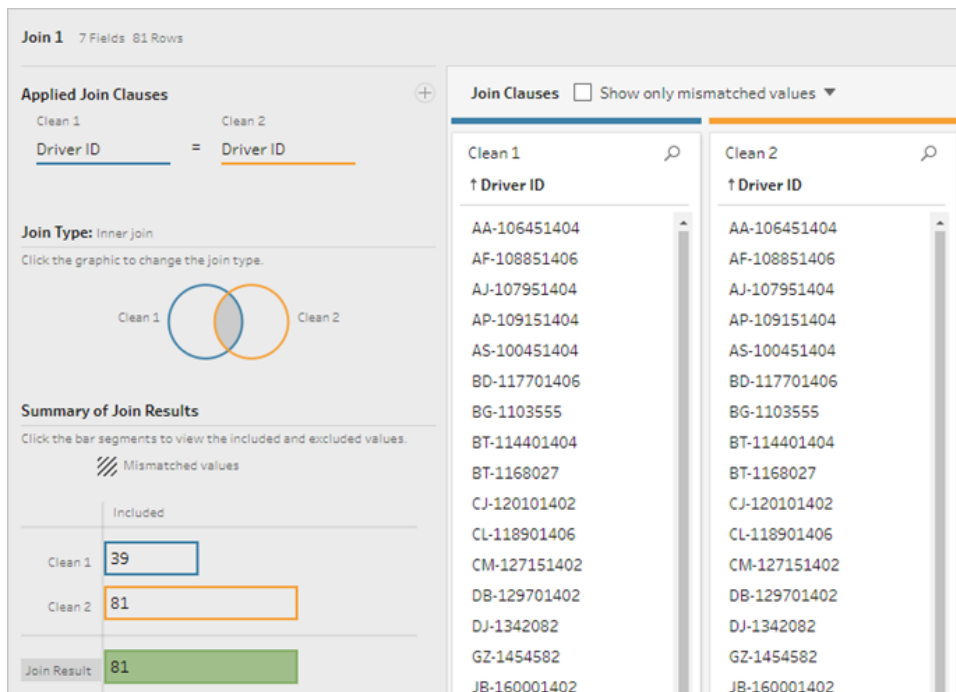 Join 1 7 Fields 81 Rows
Applied Join Clauses
Clean 1 Clean 2
Driver ID = Driver ID
Join Type: Inner join
Click the graphic to change the join type.
Clean 1 Clean 2
Summary of Join Results
Click the bar segments to view the included and excluded values.
Mismatched values
Included
Clean 1 39
Clean 2 81
Join Result 81
Join Clauses Show only mismatched values
Clean 1
↑ Driver ID
AA-106451404
AF-108851406
AJ-107951404
AP-109151404
AS-100451404
BD-117701406
BG-1103555
BT-114401404
BT-1168027
CJ-120101402
CL-118901406
CM-127151402
DB-129701402
DJ-1342082
GZ-1454582
JB-160001402
Clean 2
↑ Driver ID
AA-106451404
AF-108851406
AJ-107951404
AP-109151404
AS-100451404
BD-117701406
BG-1103555
BT-114401404
BT-1168027
CJ-120101402
CL-118901406
CM-127151402
DB-129701402
DJ-1342082
GZ-1454582
JB-160001402